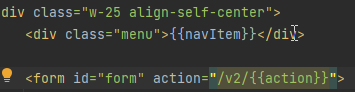 div class="w-25 align-self-center">
<div class="menu">{{navItem}}</div>
<form id="form" action="/v2/{{action}}">